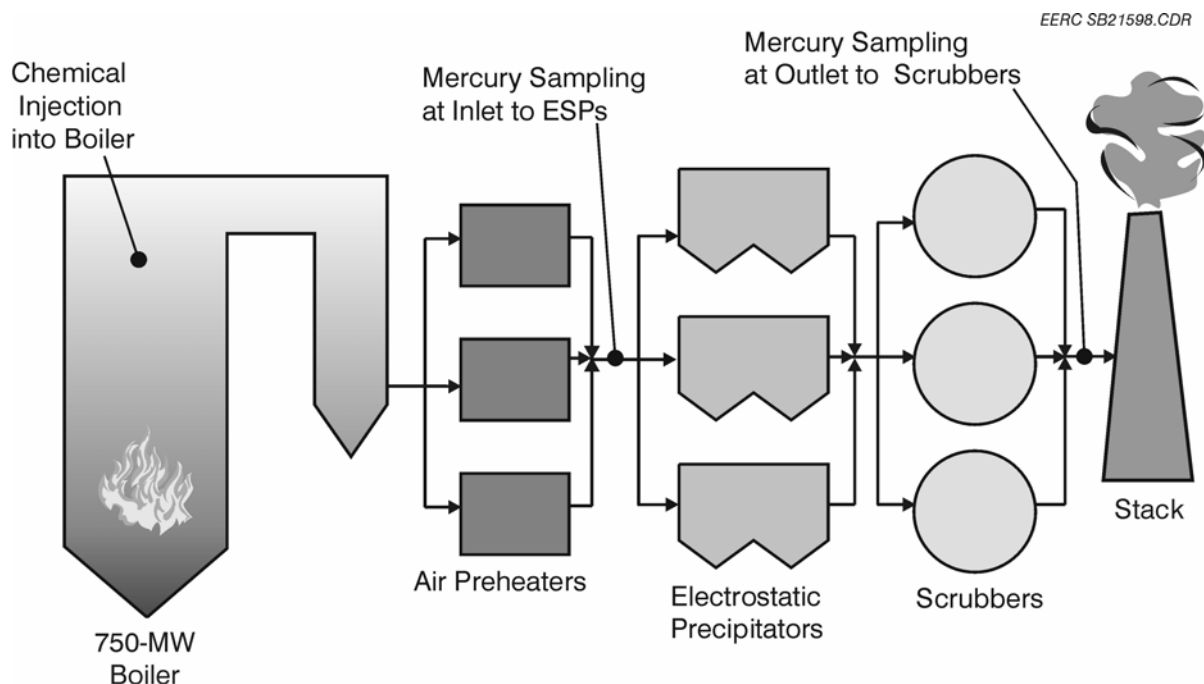 EERC SB21598.CDR
Chemical
Injection
into Boiler
Mercury Sampling
at Inlet to ESPs
Mercury Sampling
at Outlet to Scrubbers
750-MW
Boiler
Air Preheaters
Electrostatic
Precipitators
Scrubbers
Stack